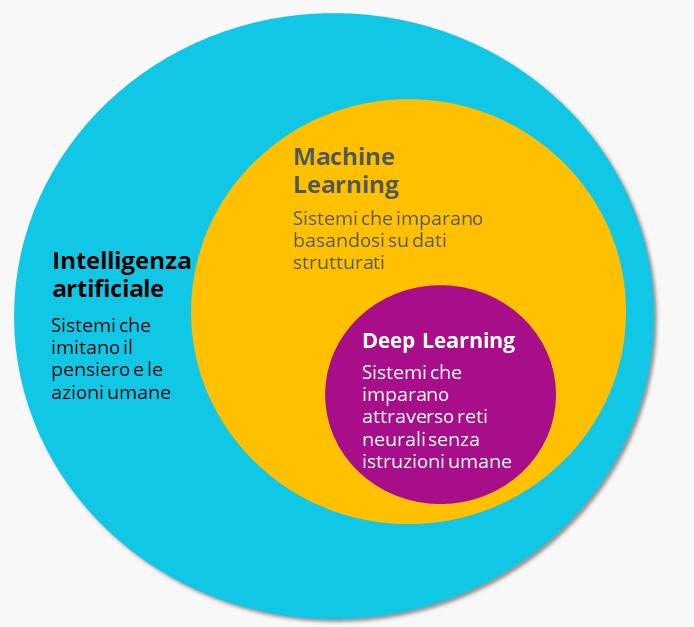 Intelligenza
artificiale
Sistemi che
imitano il
pensiero e le
azioni umane
Machine
Learning
Sistemi che imparano
basandosi su dati
strutturati
Deep Learning
Sistemi che
imparano
attraverso reti
neurali senza
istruzioni umane